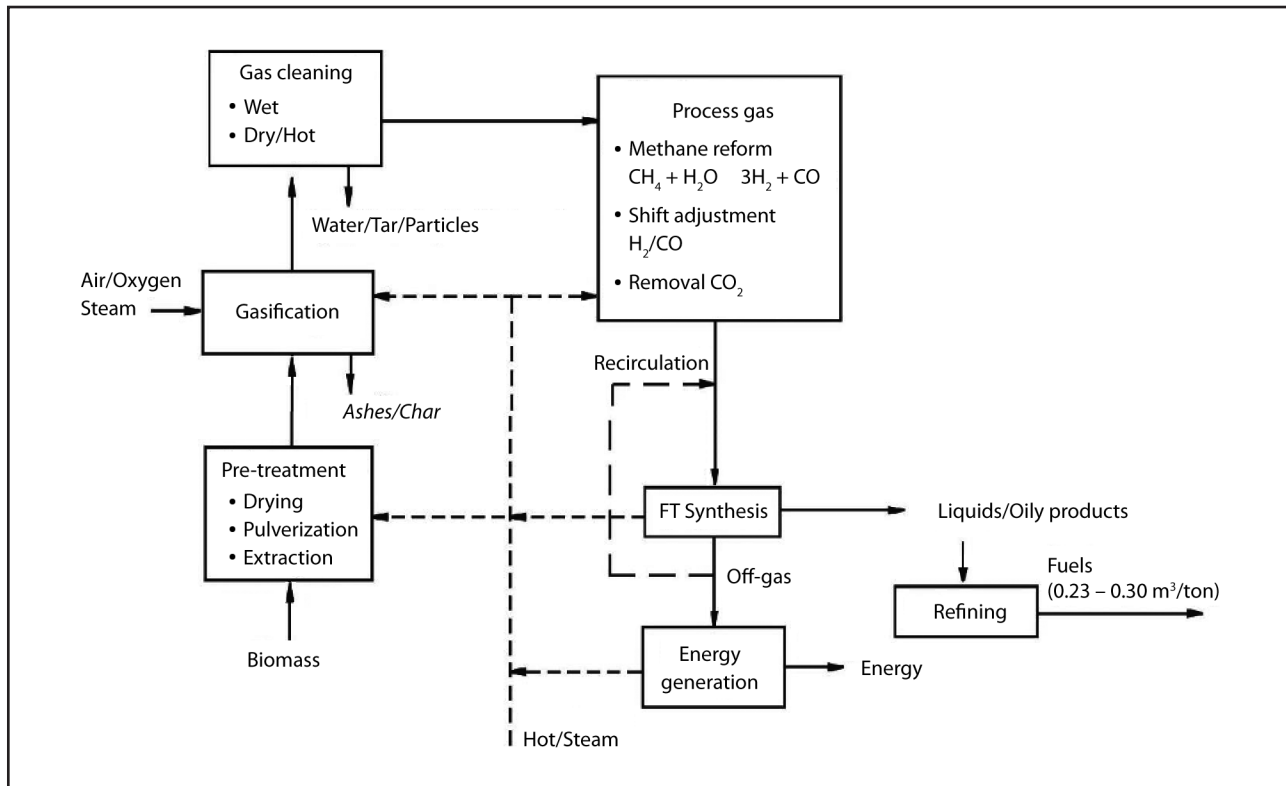 Gas cleaning
• Wet
• Dry/Hot
Process gas
• Methane reform
CH₄ + H₂O 3H₂ + CO
• Shift adjustment
H₂/CO
• Removal CO₂
Water/Tar/Particles
Air/Oxygen
Steam
Gasification
Ashes/Char
Recirculation
Pre-treatment
• Drying
• Pulverization
• Extraction
Biomass
FT Synthesis
Liquids/Oily products
Off-gas
Fuels
(0.23 – 0.30 m³/ton)
Refining
Energy
generation
Energy
Hot/Steam